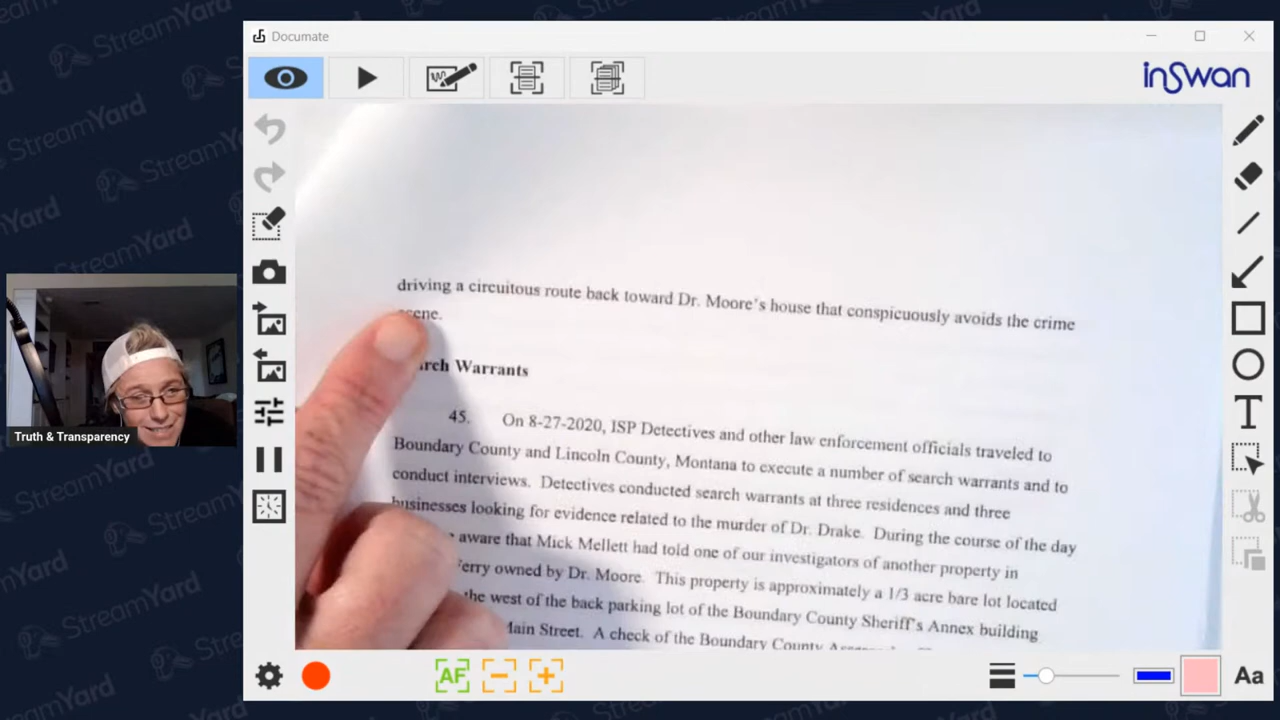 StreamYard
Documate
inSwan
driving a circuitous route back toward Dr. Moore's house that conspicuously avoids the crime
scene.
rch Warrants
45. On 8-27-2020, ISP Detectives and other law enforcement officials traveled to
Boundary County and Lincoln County, Montana to execute a number of search warrants and to
conduct interviews. Detectives conducted search warrants at three residences and three
businesses looking for evidence related to the murder of Dr. Drake. During the course of the day
aware that Mick Mellett had told one of our investigators of another property in
erry owned by Dr. Moore. This property is approximately a 1/3 acre bare lot located
the west of the back parking lot of the Boundary County Sheriff's Annex building
Main Street. A check of the Boundary County
Truth & Transparency
T
AF
Aa